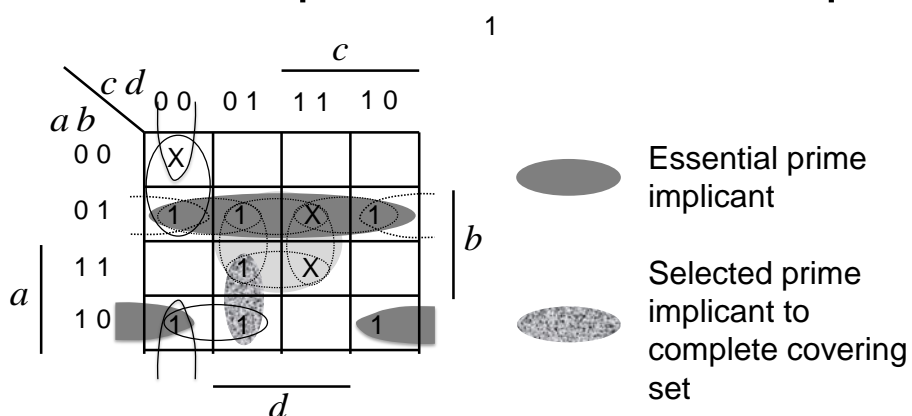 1
c
c d
0 0 0 1 1 1 1 0
a b
0 0 X
0 1 1 1 X 1
1 1 1 X
1 0 1 1 1
a
b
d
Essential prime
implicant
Selected prime
implicant to
complete covering
set